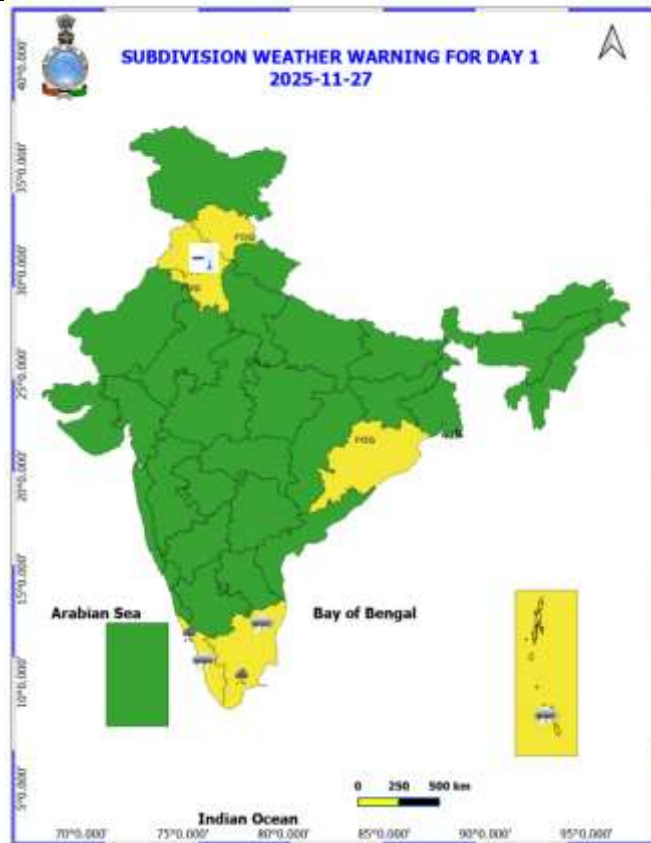 SUBDIVISION WEATHER WARNING FOR DAY 1
2025-11-27
40°0.000'
35°0.000'
30°0.000'
25°0.000'
20°0.000'
15°0.000'
10°0.000'
5°0.000'
FOG
FOG
FOG
Arabian Sea
Bay of Bengal
0 250 500 km
Indian Ocean
70°0.000' 75°0.000' 80°0.000' 85°0.000' 90°0.000' 95°0.000'